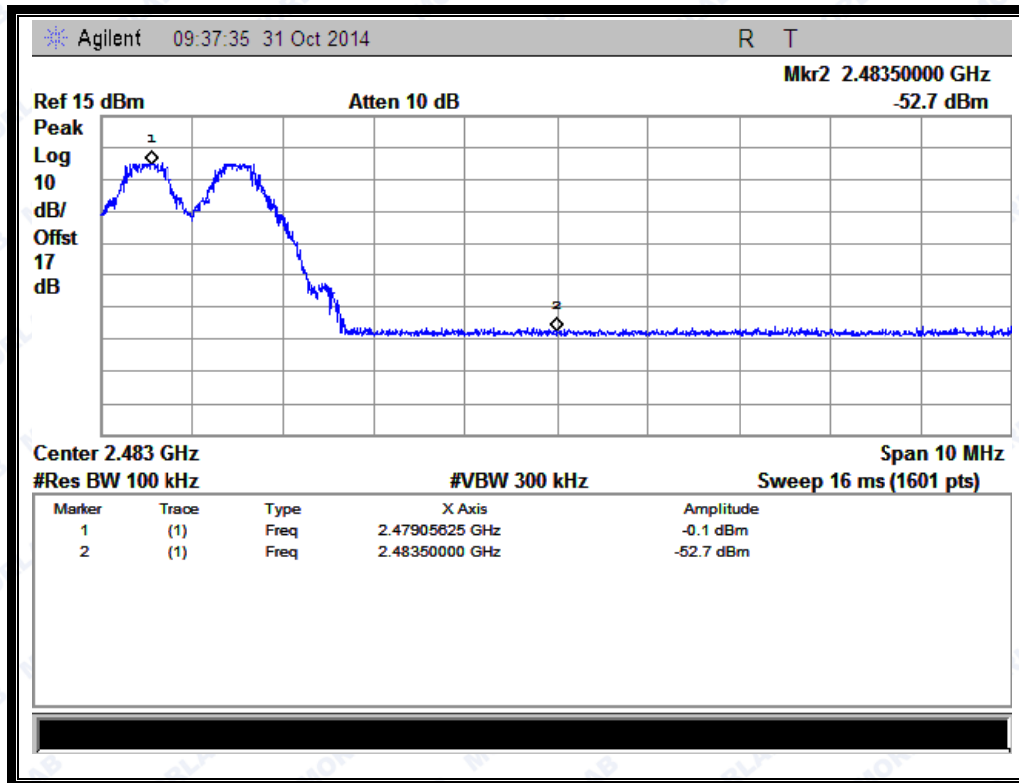 Agilent 09:37:35 31 Oct 2014 R T
Mkr2 2.48350000 GHz
Ref 15 dBm Atten 10 dB -52.7 dBm
Peak
Log
10
dB/
Offst
17
dB
1
2
Center 2.483 GHz Span 10 MHz
#Res BW 100 kHz #VBW 300 kHz Sweep 16 ms (1601 pts)
Marker Trace Type X Axis Amplitude
1 (1) Freq 2.47905625 GHz -0.1 dBm
2 (1) Freq 2.48350000 GHz -52.7 dBm